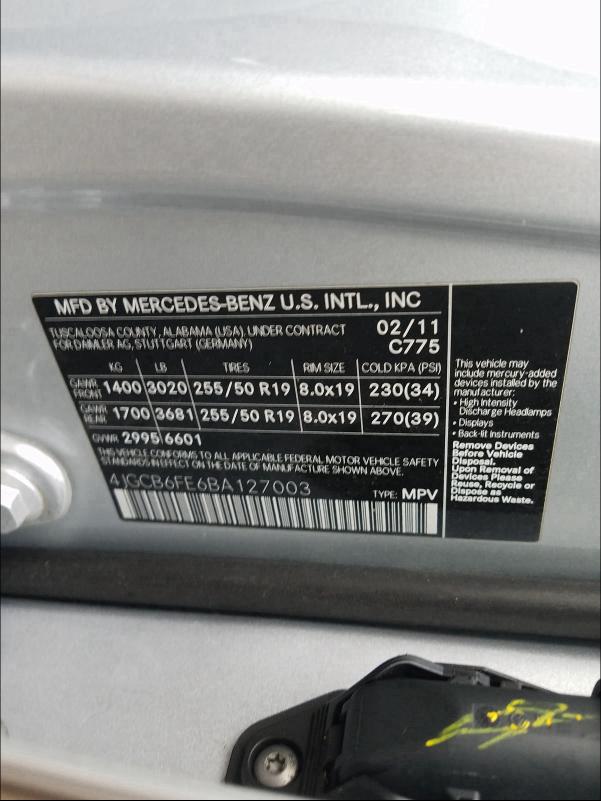 MFD BY MERCEDES-BENZ U.S. INTL., INC
TUSCALOOSA COUNTY, ALABAMA (USA), UNDER CONTRACT 02/11
FOR DAIMLER AG, STUTTGART (GERMANY) C775
KG LB TIRES RIM SIZE COLD KPA (PSI)
GAWR FRONT 1400 3020 255/50 R19 8.0x19 230(34)
GAWR REAR 1700 3681 255/50 R19 8.0x19 270(39)
GVWR 2995 6601
THIS VEHICLE CONFORMS TO ALL APPLICABLE FEDERAL MOTOR VEHICLE SAFETY
STANDARDS IN EFFECT ON THE DATE OF MANUFACTURE SHOWN ABOVE.
4JGCB6FE6BA127003 TYPE: MPV
This vehicle may
include mercury-added
devices installed by the
manufacturer:
• High Intensity
Discharge Headlamps
• Displays
• Back-lit Instruments
Remove Devices
Before Vehicle
Disposal.
Upon Removal of
Devices Please
Reuse, Recycle or
Dispose as
Hazardous Waste.